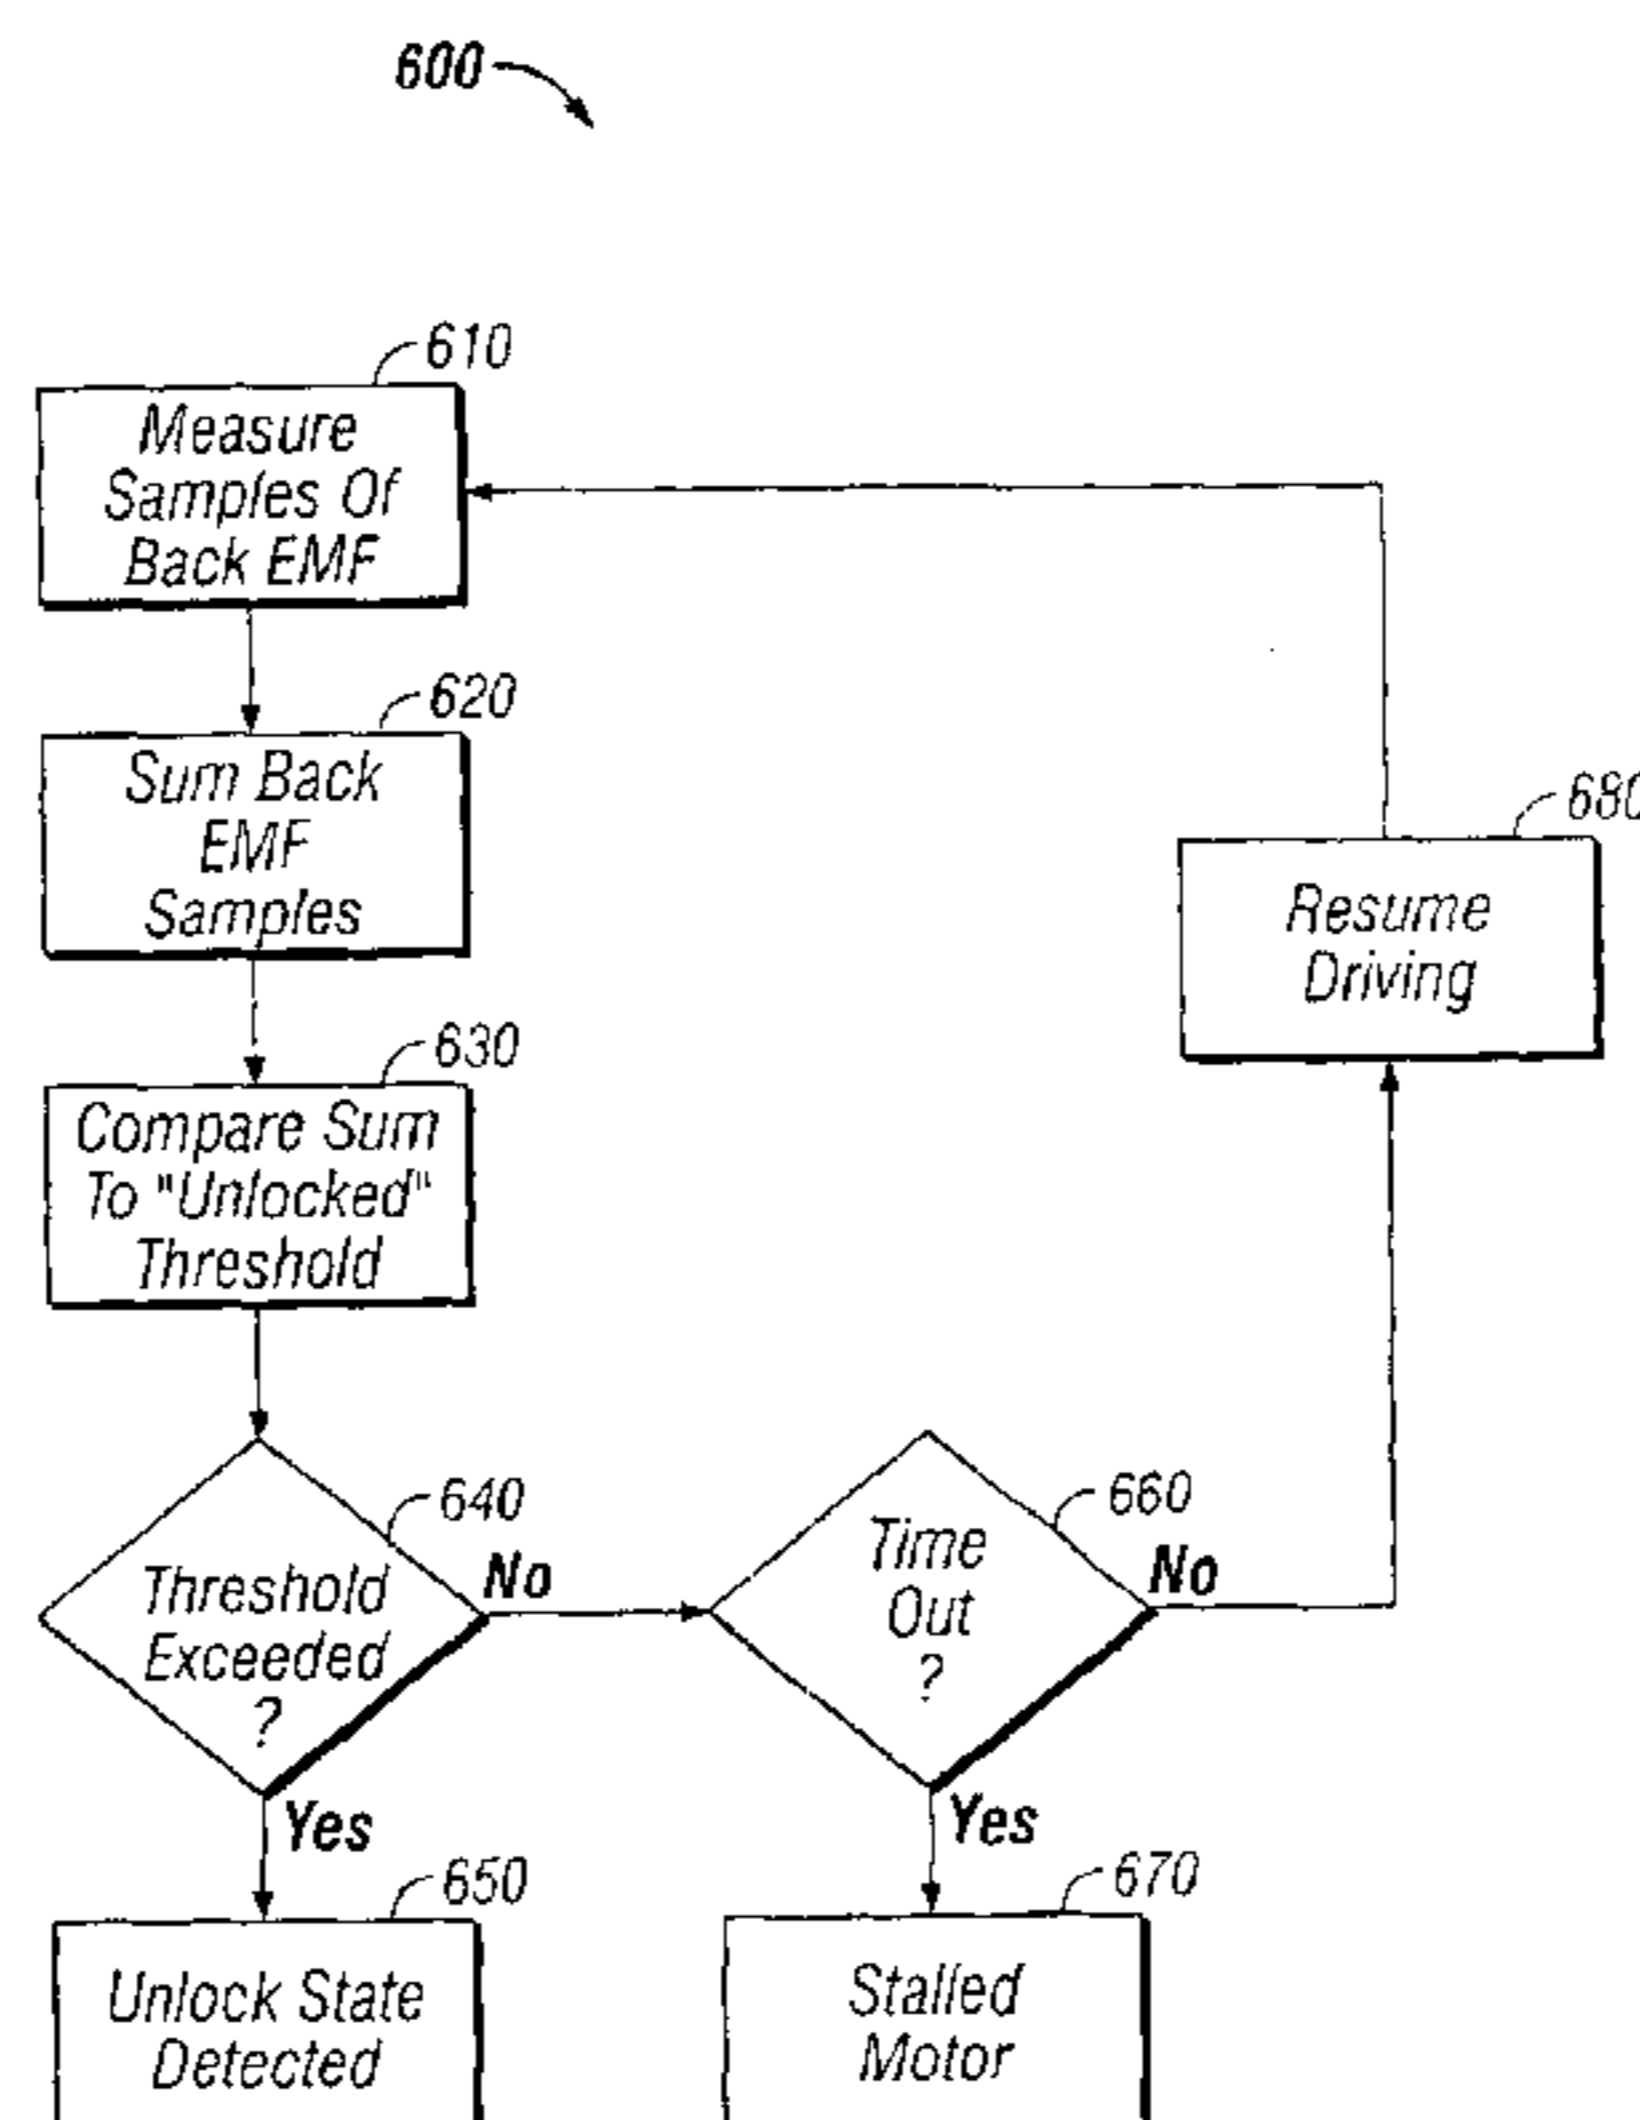 600
610
Measure
Samples Of
Back EMF
620
Sum Back
EMF
Samples
680
Resume
Driving
630
Compare Sum
To "Unlocked"
Threshold
640
Threshold
Exceeded
?
No
660
Time
Out
?
No
Yes
Yes
650
Unlock State
Detected
670
Stalled
Motor